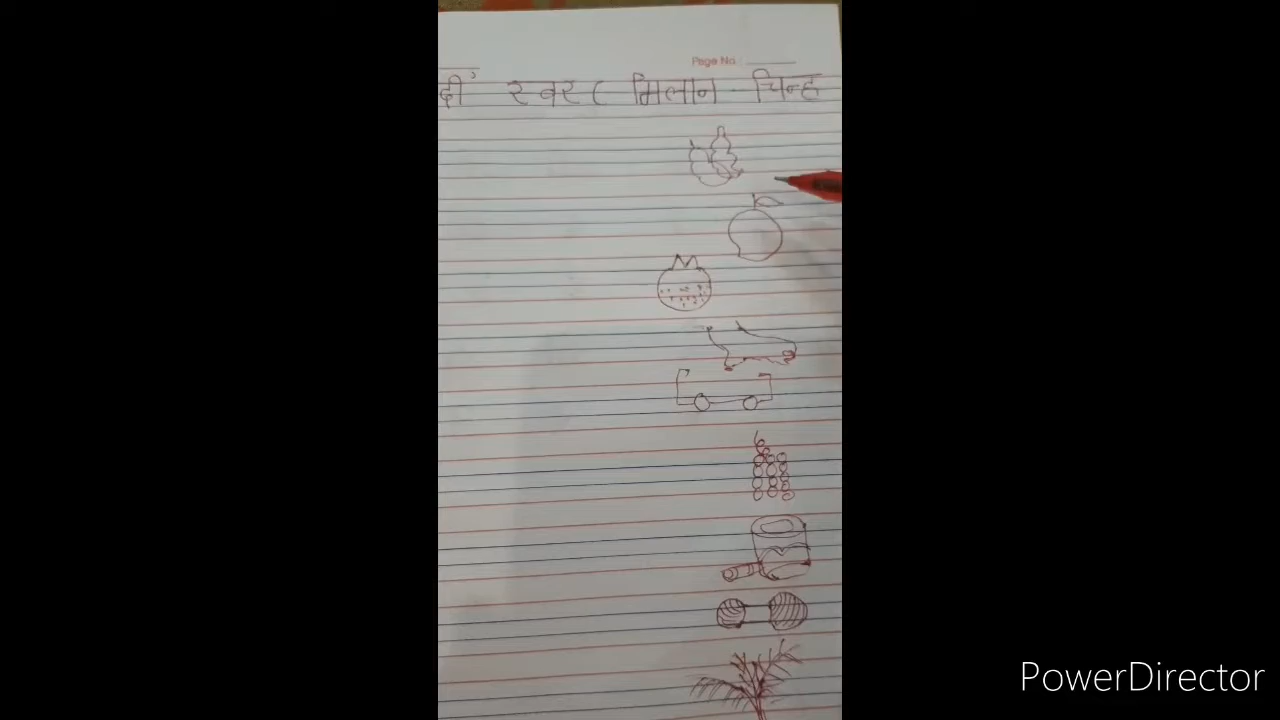 Page No
दी स्वर ( मिलान - चिन्ह
PowerDirector